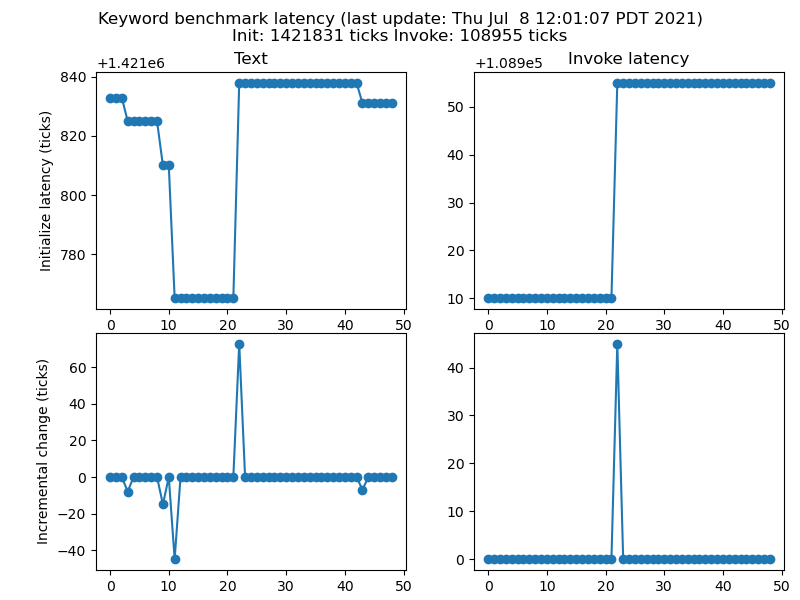 Keyword benchmark latency (last update: Thu Jul  8 12:01:07 PDT 2021)
Init: 1421831 ticks Invoke: 108955 ticks
Text
Invoke latency
+1.421e6
+1.089e5
Initialize latency (ticks)
840
820
800
780
0 10 20 30 40 50
50
40
30
20
10
0 10 20 30 40 50
Incremental change (ticks)
60
40
20
0
−20
−40
0 10 20 30 40 50
40
30
20
10
0
0 10 20 30 40 50